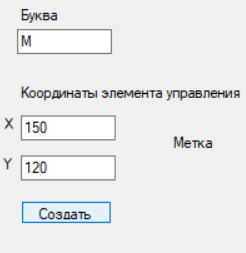 Буква
М
Координаты элемента управления
X 150
Метка
Y 120
Создать